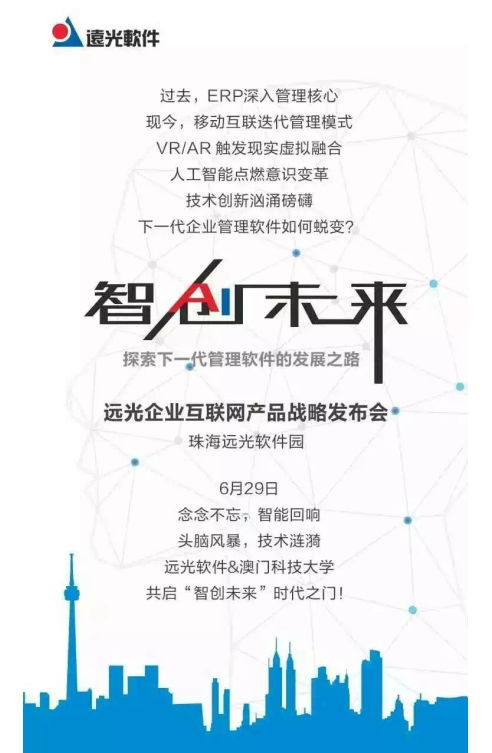 遠光軟件
过去，ERP深入管理核心
现今，移动互联迭代管理模式
VR/AR 触发现实虚拟融合
人工智能点燃意识变革
技术创新汹涌磅礴
下一代企业管理软件如何蜕变？
智创未来
AI
探索下一代管理软件的发展之路
远光企业互联网产品战略发布会
珠海远光软件园
6月29日
念念不忘，智能回响
头脑风暴，技术涟漪
远光软件&澳门科技大学
共启“智创未来”时代之门！